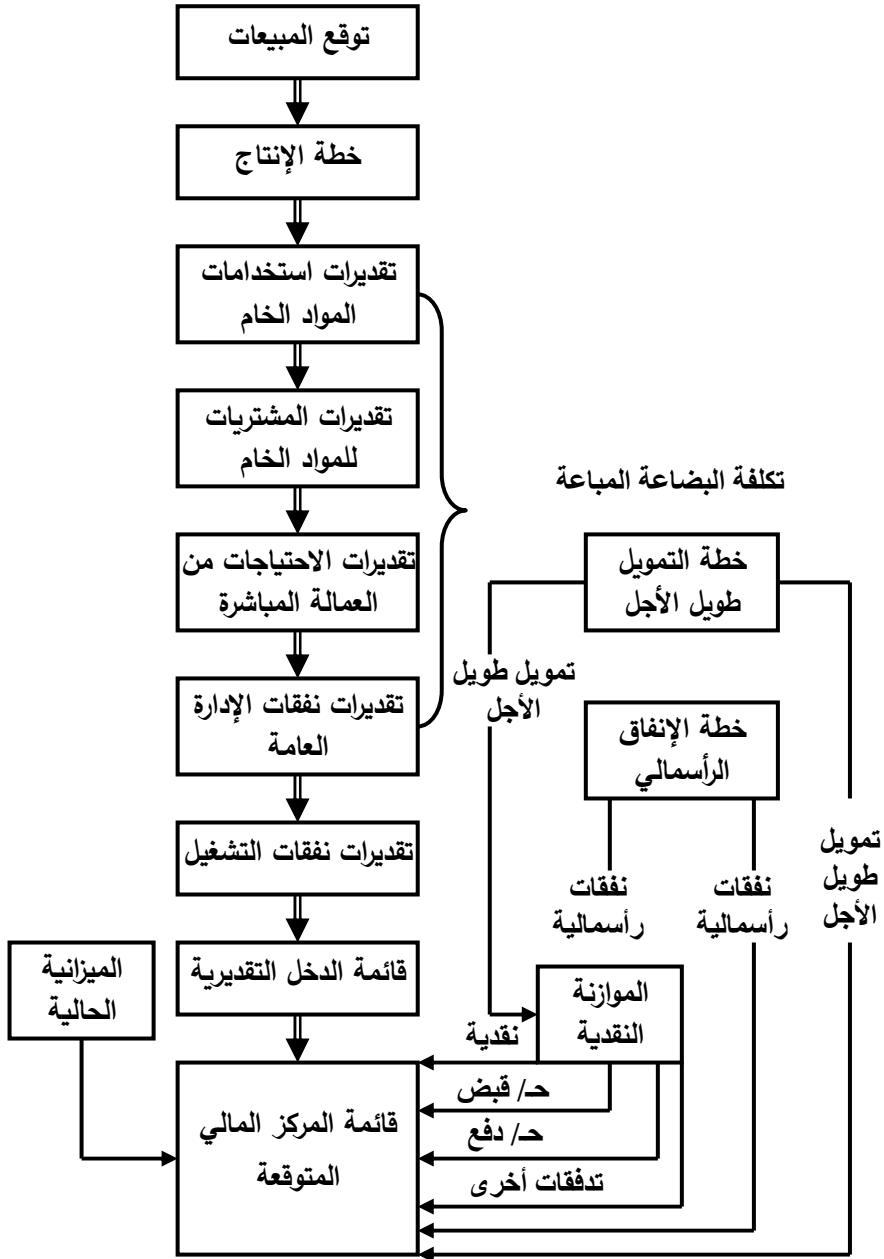 توقع المبيعات
خطة الإنتاج
تقديرات استخدامات
المواد الخام
تقديرات المشتريات
للمواد الخام
تكلفة البضاعة المباعة
تقديرات الاحتياجات من
العمالة المباشرة
خطة التمويل
طويل الأجل
تمويل طويل
الأجل
تقديرات نفقات الإدارة
العامة
خطة الإنفاق
الرأسمالي
تقديرات نفقات التشغيل
نفقات
رأسمالية
نفقات
رأسمالية
تمويل
طويل
الأجل
قائمة الدخل التقديرية
الميزانية
الحالية
الموازنة
النقدية
نقدية
حـ/ قبض
حـ/ دفع
تدفقات أخرى
قائمة المركز المالي
المتوقعة